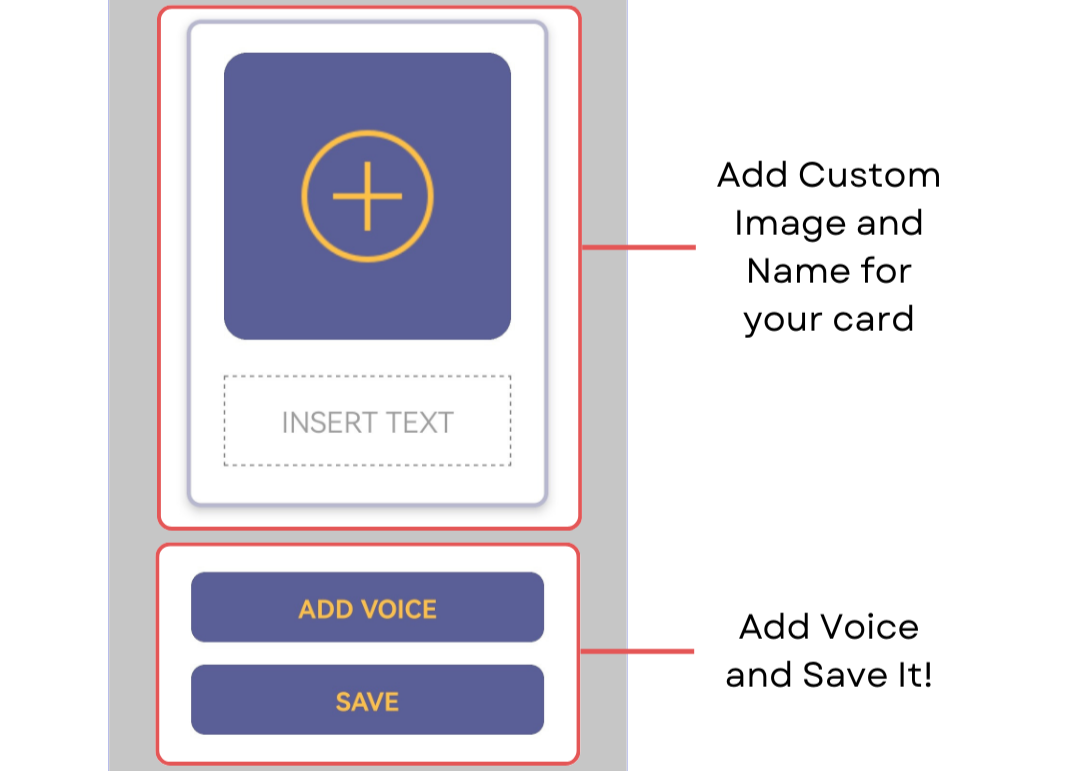 Add Custom
Image and
Name for
your card
INSERT TEXT
ADD VOICE
SAVE
Add Voice
and Save It!